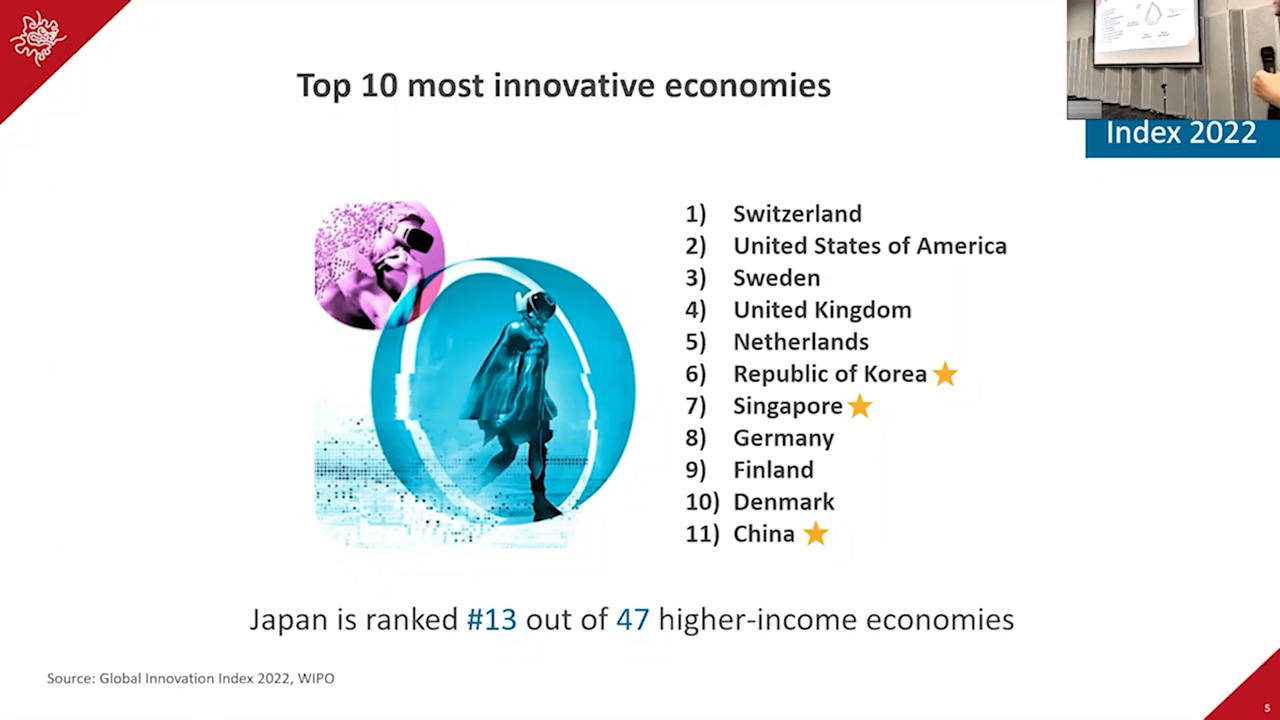 Top 10 most innovative economies
Index 2022
1) Switzerland
2) United States of America
3) Sweden
4) United Kingdom
5) Netherlands
6) Republic of Korea
7) Singapore
8) Germany
9) Finland
10) Denmark
11) China
Japan is ranked #13 out of 47 higher-income economies
Source: Global Innovation Index 2022, WIPO
5